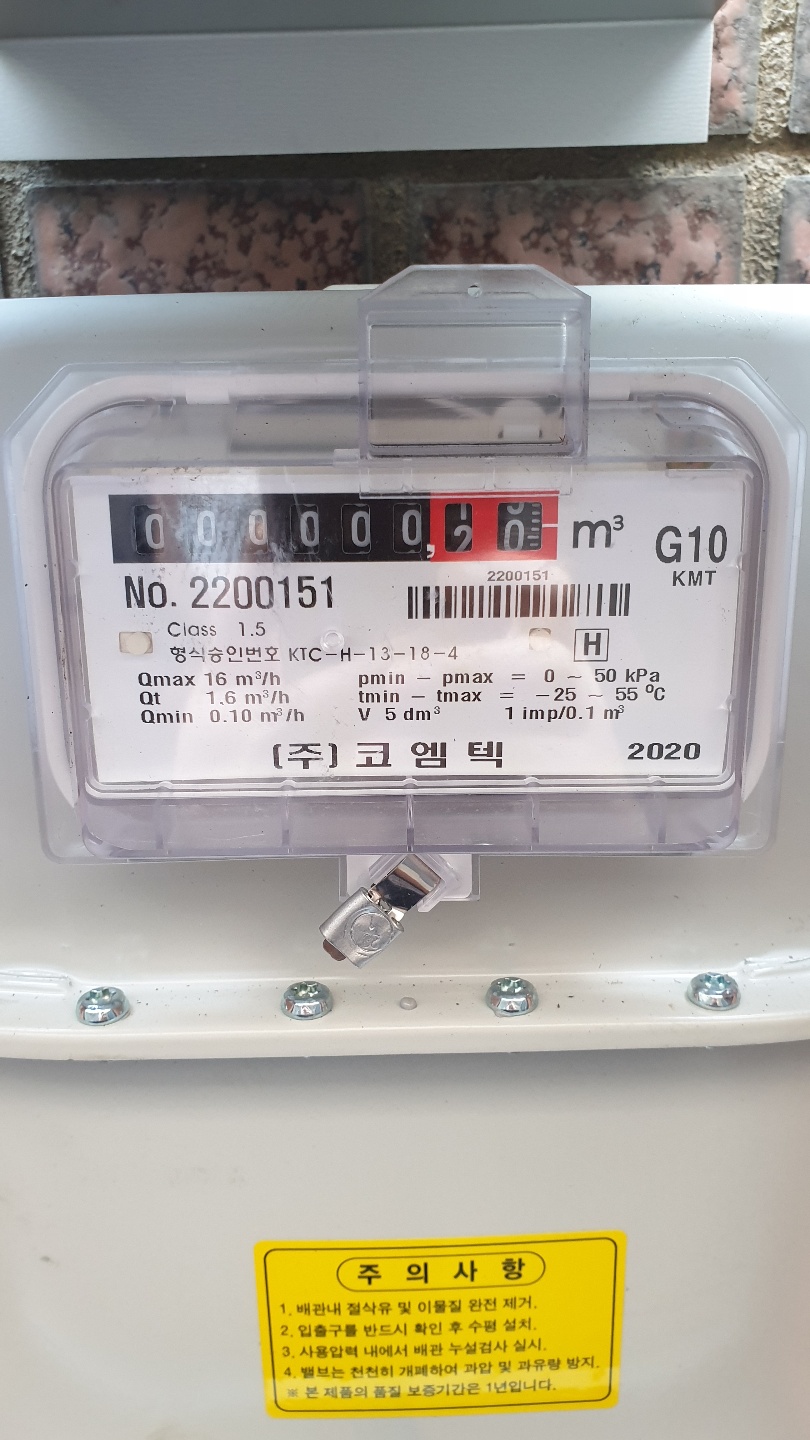 000000,20 m³
G10
KMT
No. 2200151
2200151
Class 1.5
형식승인번호 KTC-H-13-18-4
H
Qmax 16 m³/h pmin - pmax = 0 ~ 50 kPa
Qt 1.6 m³/h tmin - tmax = -25 ~ 55 ℃
Qmin 0.10 m³/h V 5 dm³ 1 imp/0.1 m³
(주) 코 엠 텍 2020
주 의 사 항
1. 배관내 절삭유 및 이물질 완전 제거.
2. 입출구를 반드시 확인 후 수평 설치.
3. 사용압력 내에서 배관 누설검사 실시.
4. 밸브는 천천히 개폐하여 과압 및 과유량 방지.
※ 본 제품의 품질 보증기간은 1년입니다.